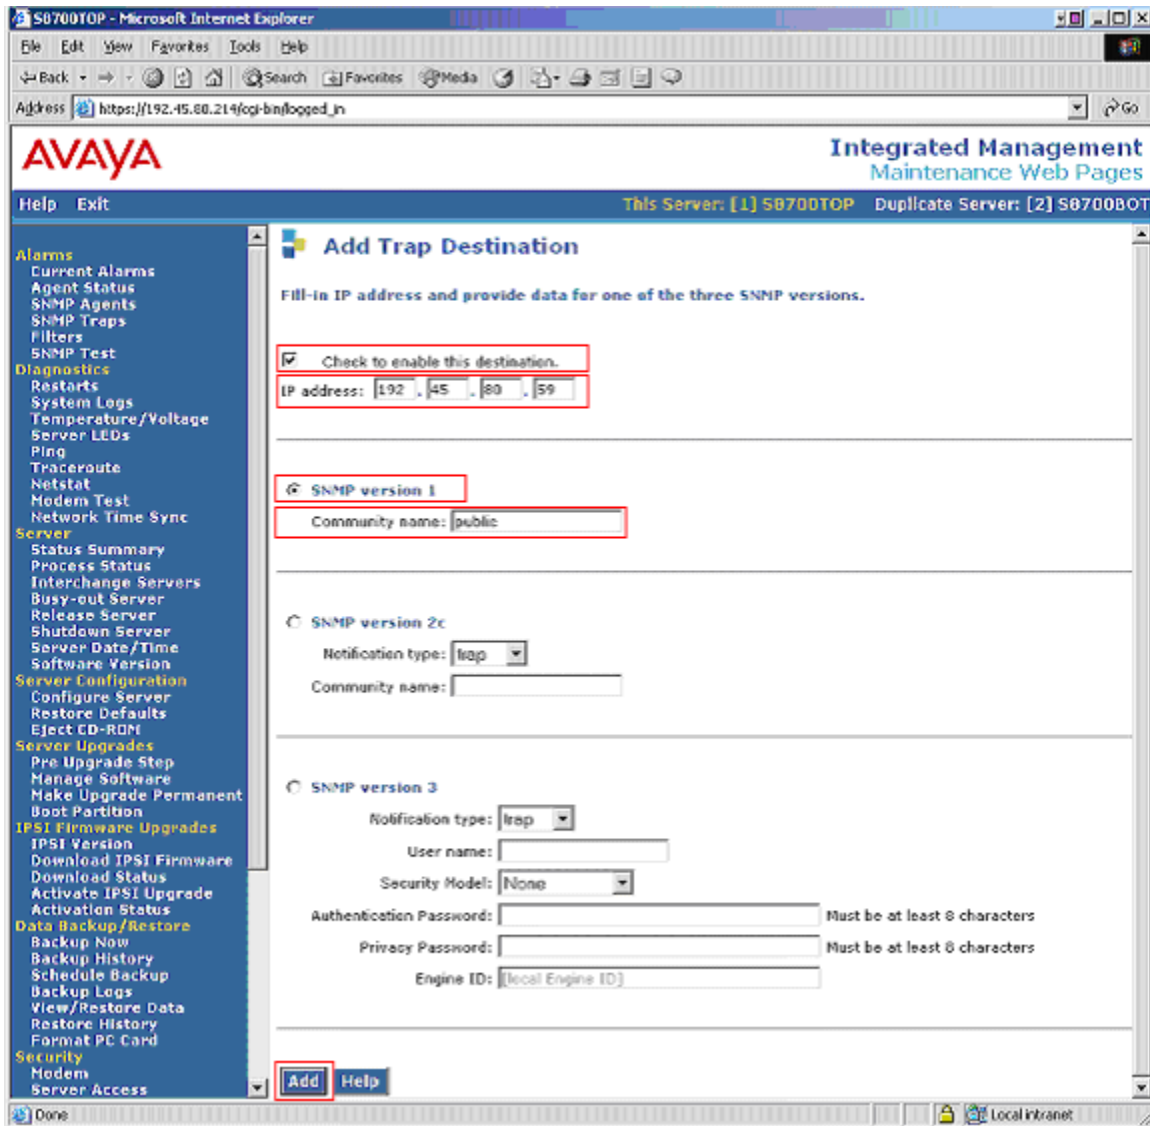 S8700TOP - Microsoft Internet Explorer
File Edit View Favorites Tools Help
Back Search Favorites Media
Address https://192.45.80.214/cgi-bin/logged_in Go
AVAYA
Integrated Management
Maintenance Web Pages
Help Exit This Server: [1] S8700TOP Duplicate Server: [2] S8700BOT
Alarms
Current Alarms
Agent Status
SNMP Agents
SNMP Traps
Filters
SNMP Test
Diagnostics
Restarts
System Logs
Temperature/Voltage
Server LEDs
Ping
Traceroute
Netstat
Modem Test
Network Time Sync
Server
Status Summary
Process Status
Interchange Servers
Busy-out Server
Release Server
Shutdown Server
Server Date/Time
Software Version
Server Configuration
Configure Server
Restore Defaults
Eject CD-ROM
Server Upgrades
Pre Upgrade Step
Manage Software
Make Upgrade Permanent
Boot Partition
IPSI Firmware Upgrades
IPSI Version
Download IPSI Firmware
Download Status
Activate IPSI Upgrade
Activation Status
Data Backup/Restore
Backup Now
Backup History
Schedule Backup
Backup Logs
View/Restore Data
Restore History
Format PC Card
Security
Modem
Server Access
Add Trap Destination
Fill-in IP address and provide data for one of the three SNMP versions.
Check to enable this destination.
IP address: 192 . 45 . 80 . 59
SNMP version 1
Community name: public
SNMP version 2c
Notification type: trap
Community name:
SNMP version 3
Notification type: trap
User name:
Security Model: None
Authentication Password: Must be at least 8 characters
Privacy Password: Must be at least 8 characters
Engine ID: [local Engine ID]
Add Help
Done Local intranet